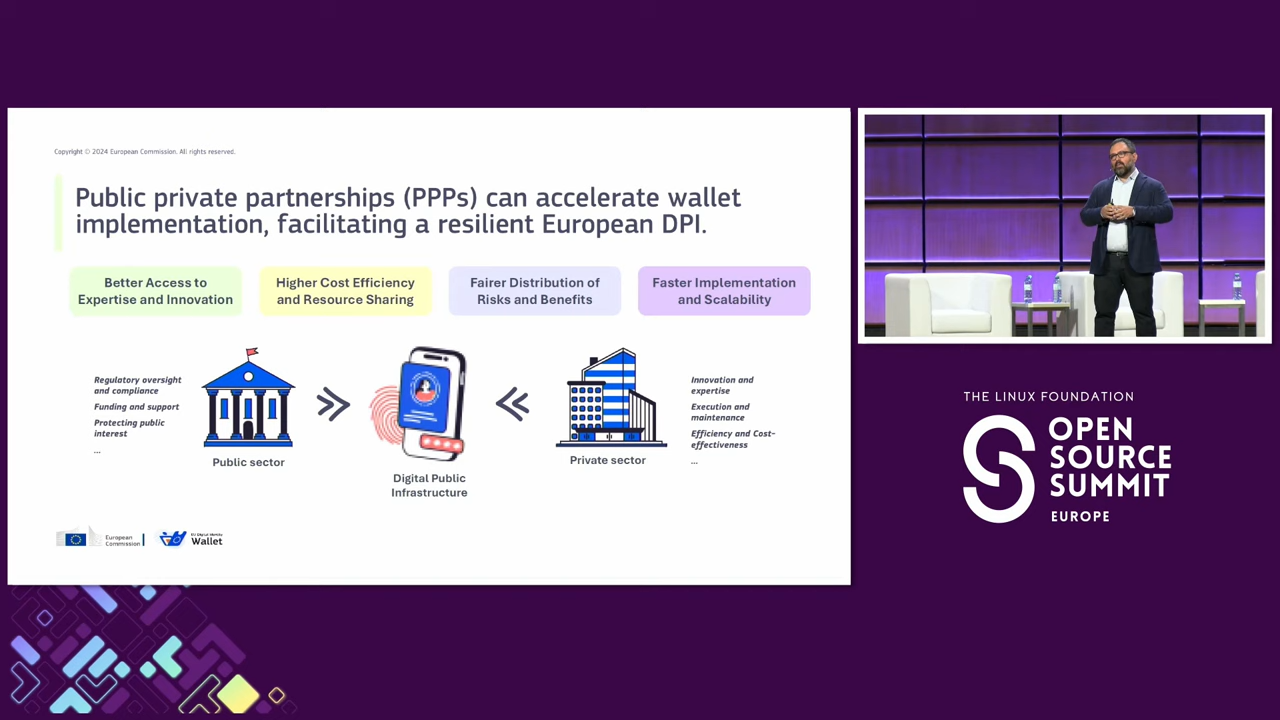 Copyright © 2024 European Commission. All rights reserved.
Public private partnerships (PPPs) can accelerate wallet
implementation, facilitating a resilient European DPI.
Better Access to
Expertise and Innovation
Higher Cost Efficiency
and Resource Sharing
Fairer Distribution of
Risks and Benefits
Faster Implementation
and Scalability
Regulatory oversight
and compliance
Funding and support
Protecting public
interest
...
Public sector
Digital Public
Infrastructure
Private sector
Innovation and
expertise
Execution and
maintenance
Efficiency and Cost-
effectiveness
...
European
Commission
EU Digital Identity
Wallet
THE LINUX FOUNDATION
OPEN
SOURCE
SUMMIT
EUROPE